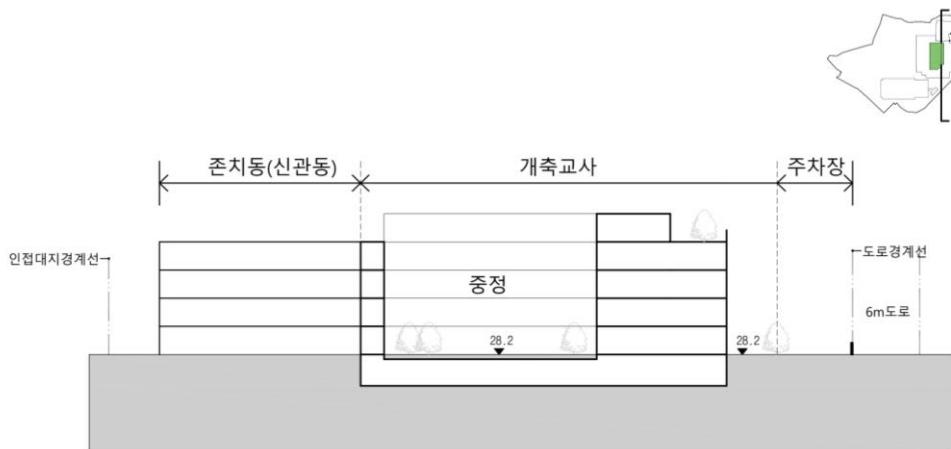 존치동(신관동)
개축교사
주차장
인접대지경계선
도로경계선
중정
6m도로
28.2
28.2